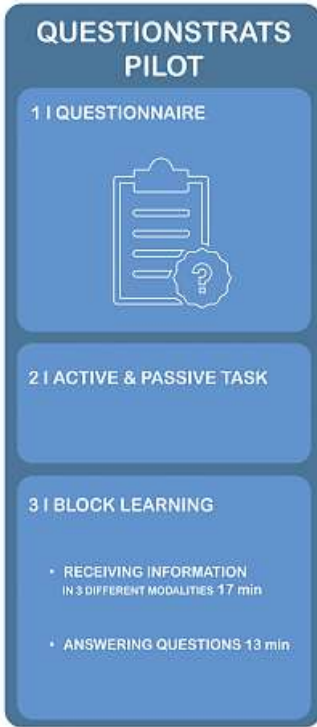 QUESTIONSTRATS
PILOT
1 I QUESTIONNAIRE
?
2 I ACTIVE & PASSIVE TASK
3 I BLOCK LEARNING
• RECEIVING INFORMATION
IN 3 DIFFERENT MODALITIES 17 min
• ANSWERING QUESTIONS 13 min